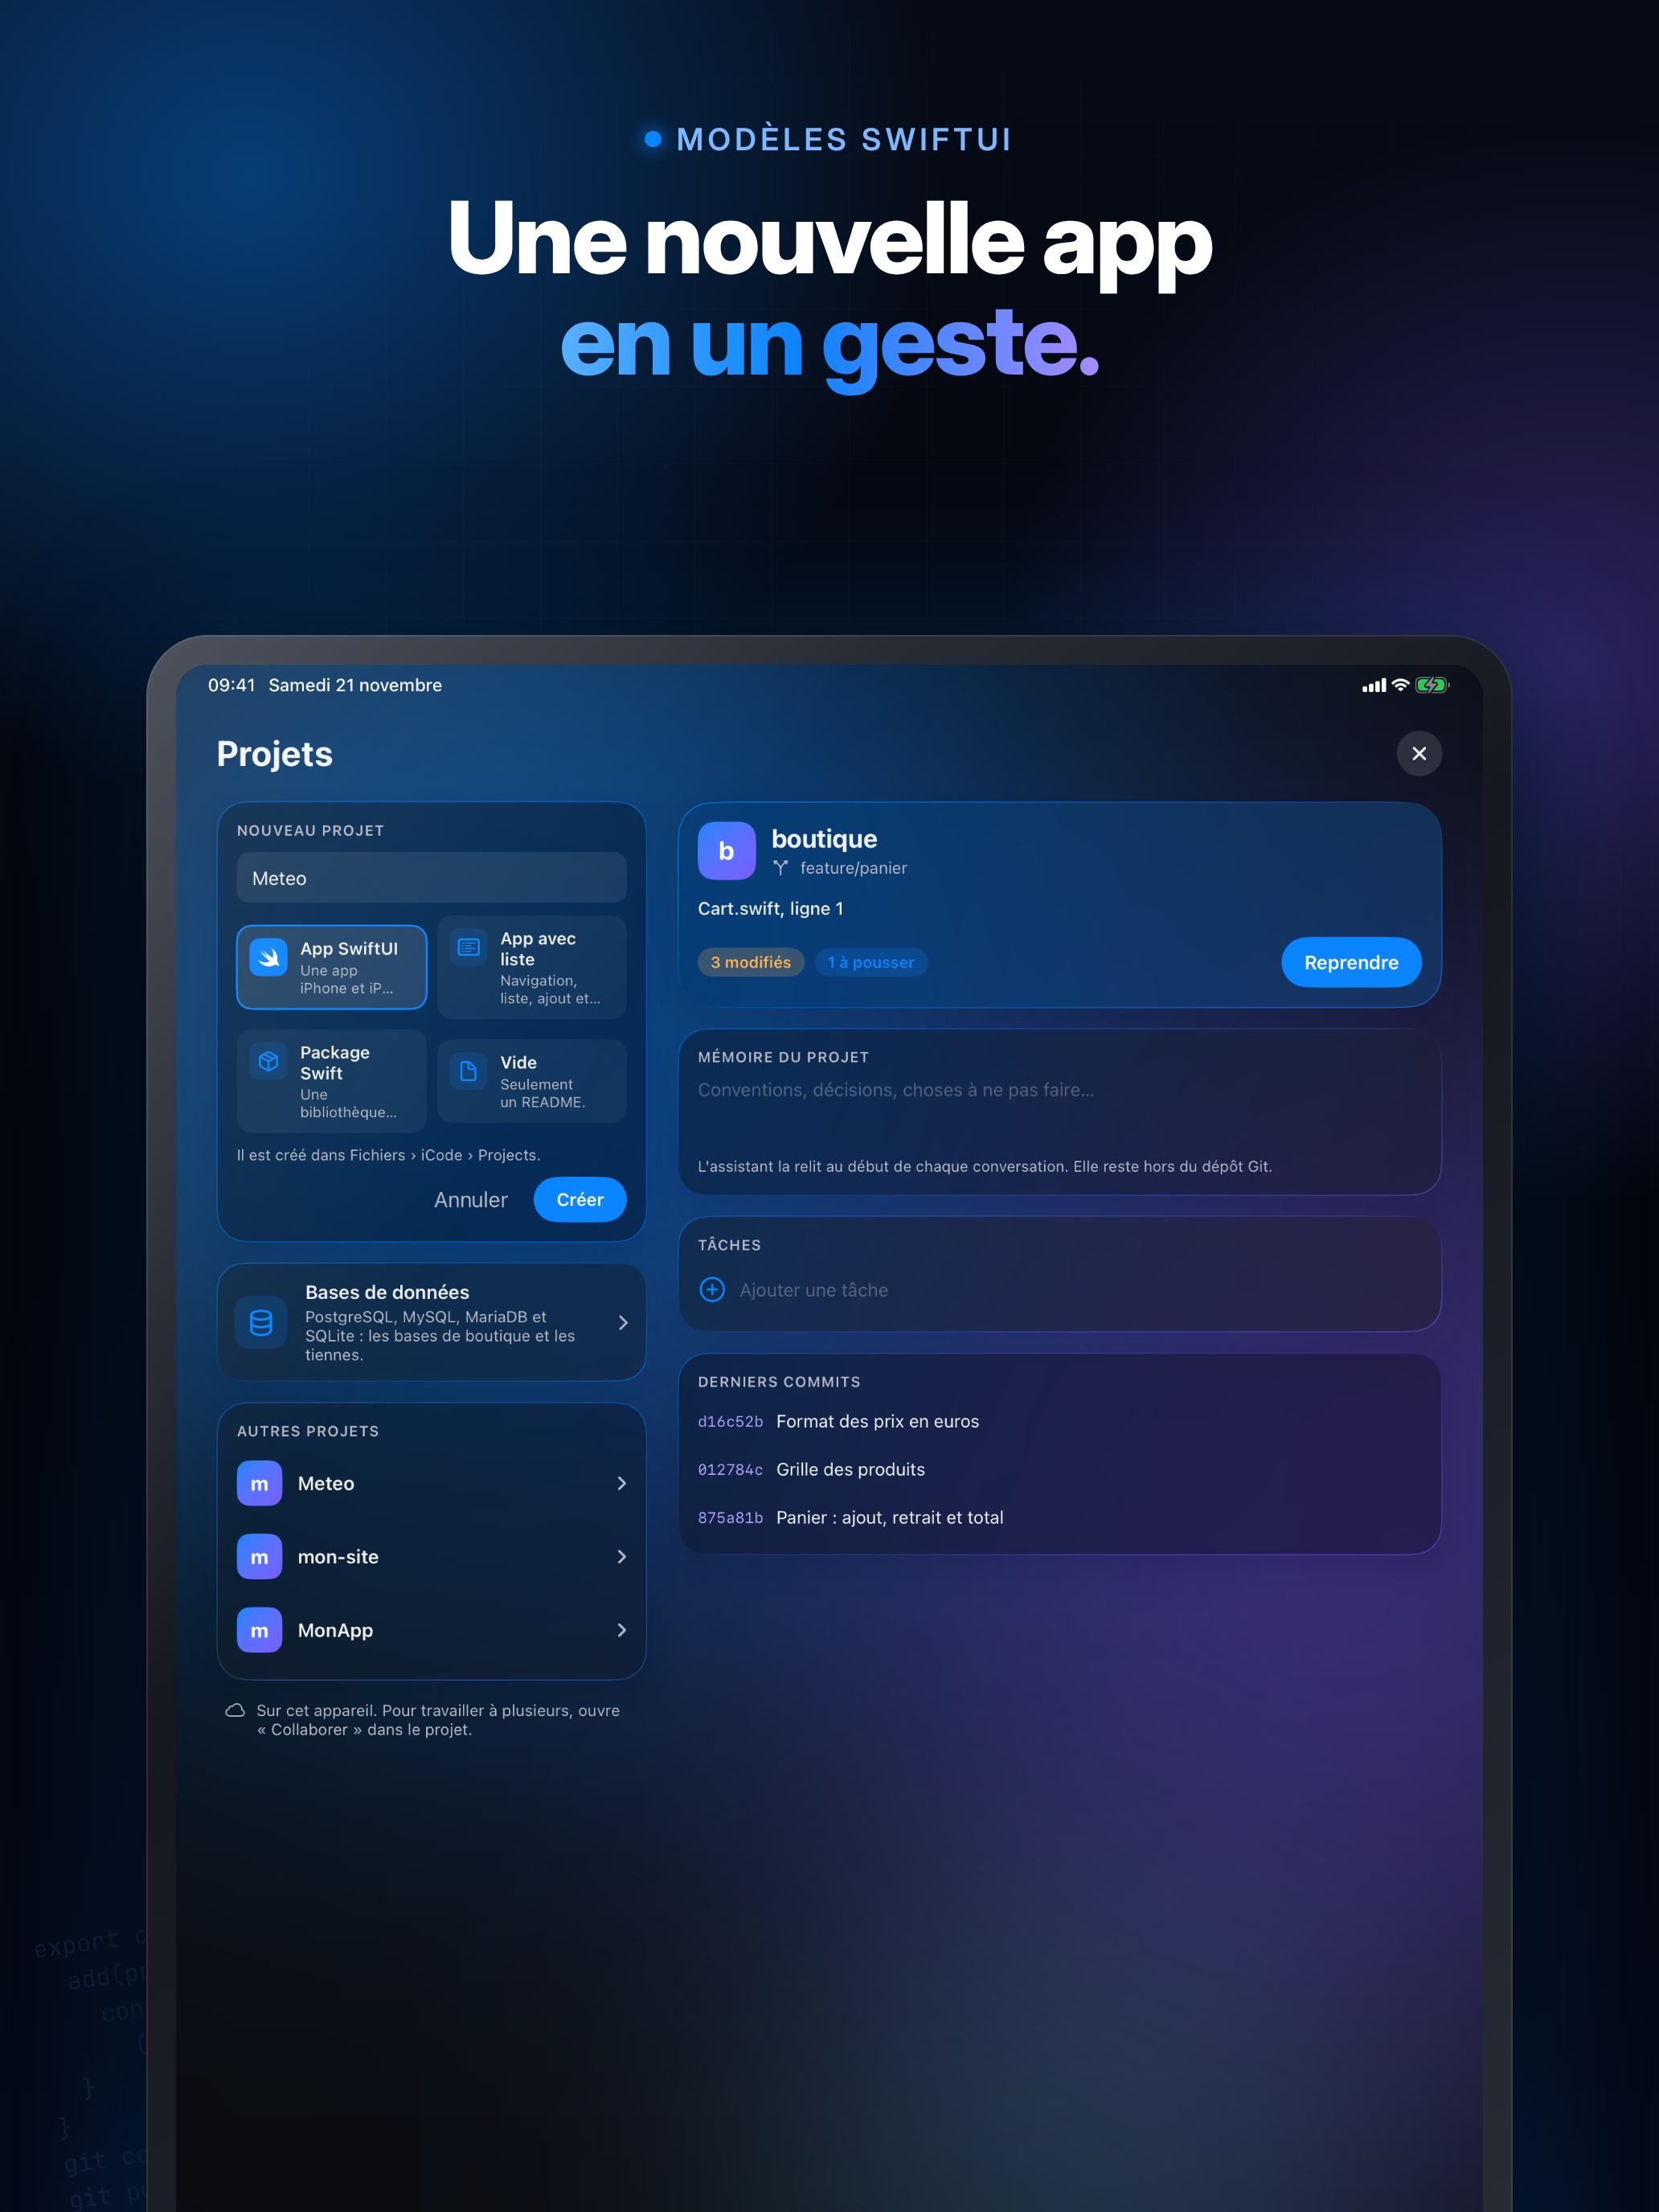 MODÈLES SWIFTUI
Une nouvelle app
en un geste.
09:41 Samedi 21 novembre
Projets
NOUVEAU PROJET
Meteo
App SwiftUI
Une app
iPhone et iP...
App avec
liste
Navigation,
liste, ajout et...
Package
Swift
Une
bibliothèque...
Vide
Seulement
un README.
Il est créé dans Fichiers › iCode › Projects.
Annuler
Créer
Bases de données
PostgreSQL, MySQL, MariaDB et
SQLite : les bases de boutique et les
tiennes.
AUTRES PROJETS
m
Meteo
m
mon-site
m
MonApp
Sur cet appareil. Pour travailler à plusieurs, ouvre
« Collaborer » dans le projet.
b
boutique
feature/panier
Cart.swift, ligne 1
3 modifiés
1 à pousser
Reprendre
MÉMOIRE DU PROJET
Conventions, décisions, choses à ne pas faire...
L'assistant la relit au début de chaque conversation. Elle reste hors du dépôt Git.
TÂCHES
Ajouter une tâche
DERNIERS COMMITS
d16c52b Format des prix en euros
012784c Grille des produits
875a81b Panier : ajout, retrait et total
export c
add(pr
con
(
}
}
git co
git pu